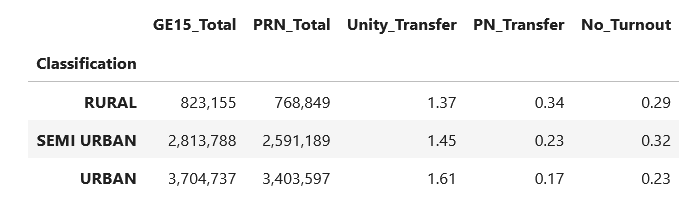 GE15_Total PRN_Total Unity_Transfer PN_Transfer No_Turnout
Classification
RURAL 823,155 768,849 1.37 0.34 0.29
SEMI URBAN 2,813,788 2,591,189 1.45 0.23 0.32
URBAN 3,704,737 3,403,597 1.61 0.17 0.23